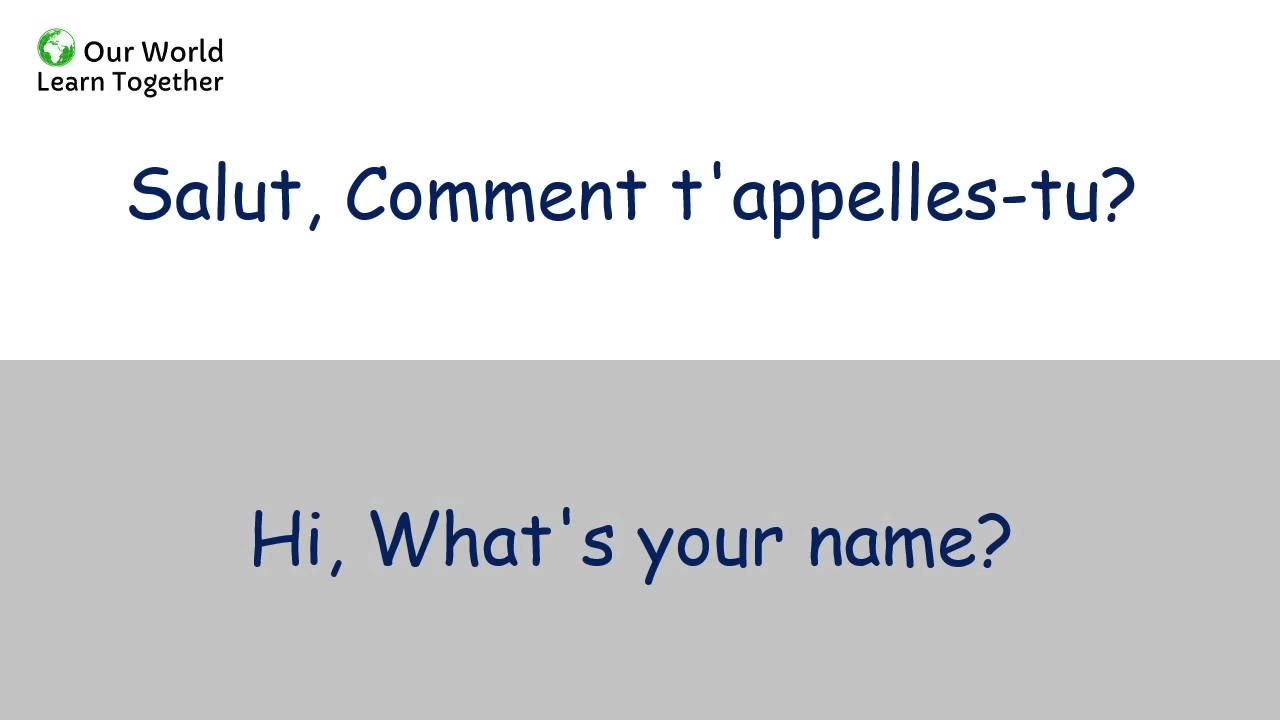 Our World
Learn Together
Salut, Comment t'appelles-tu?
Hi, What's your name?